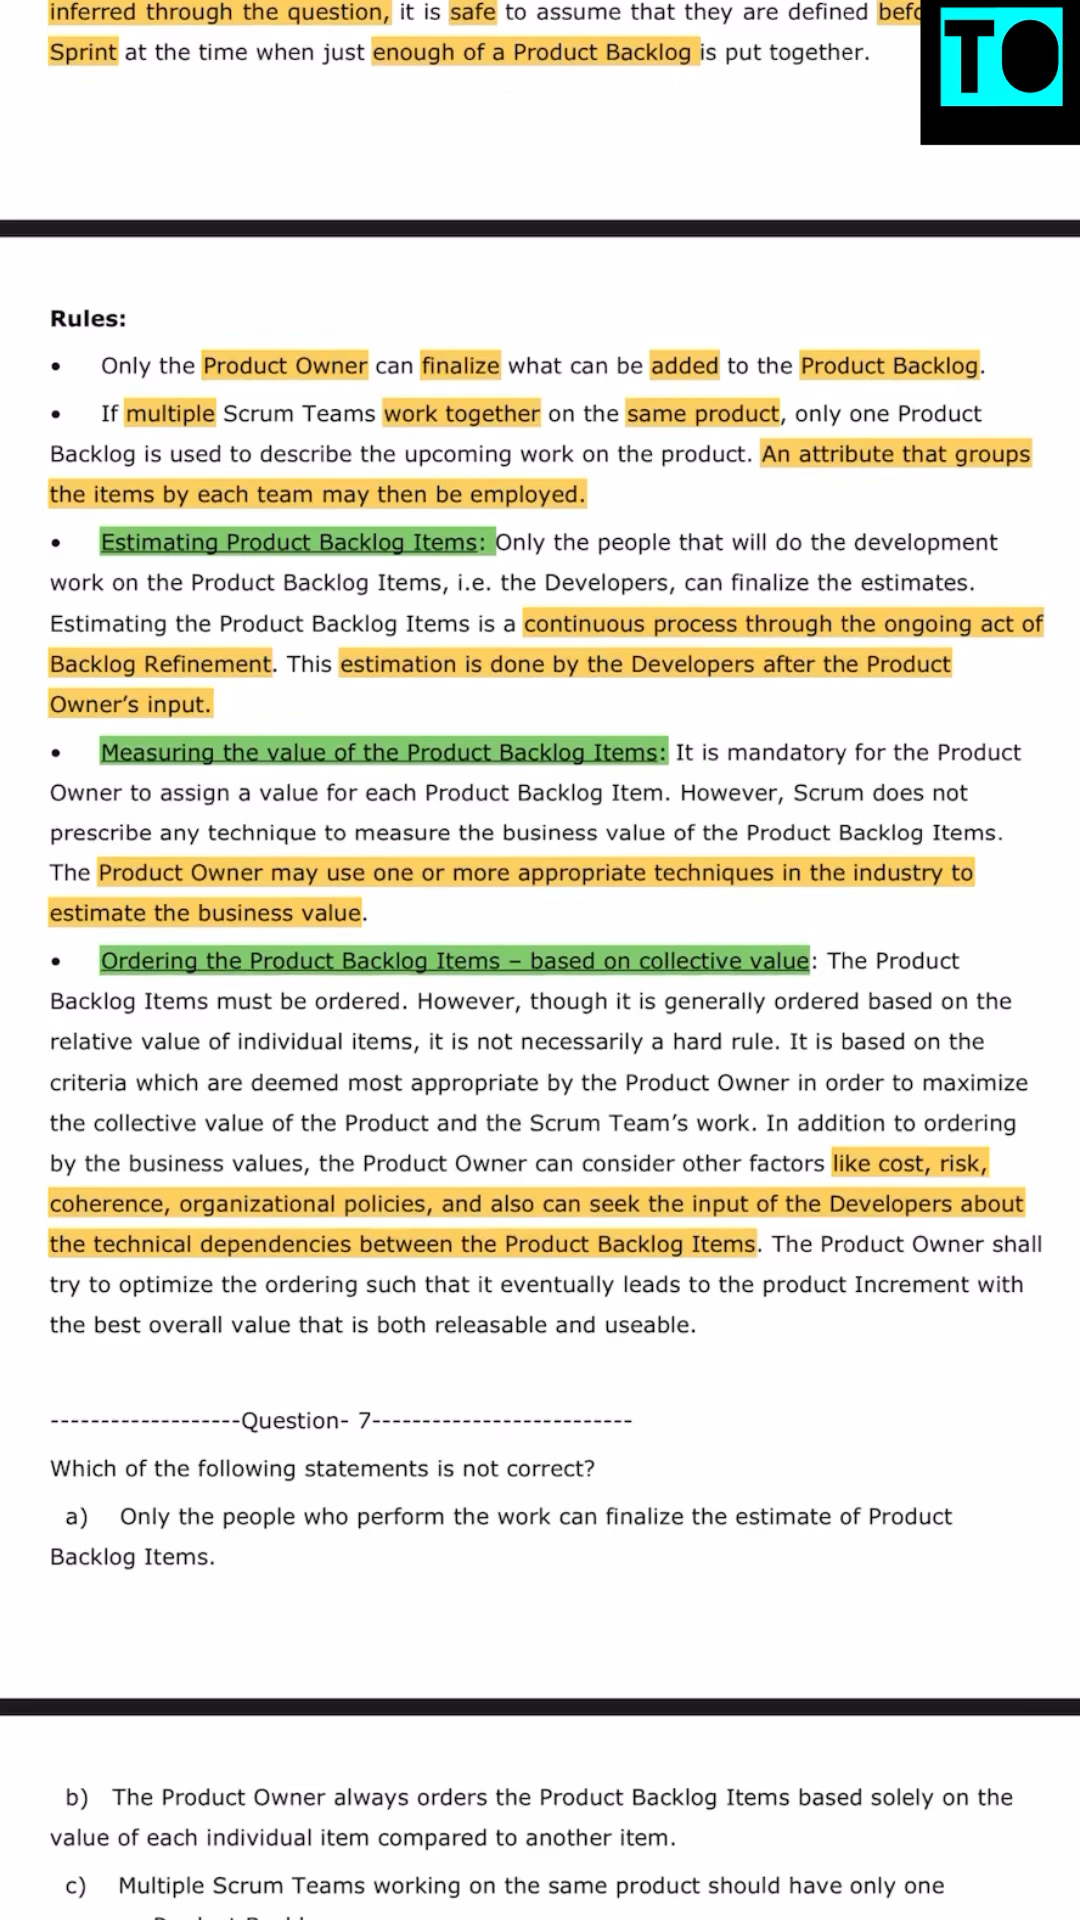 inferred through the question, it is safe to assume that they are defined
TO
Sprint at the time when just enough of a Product Backlog is put together.
Rules:
• Only the Product Owner can finalize what can be added to the Product Backlog.
• If multiple Scrum Teams work together on the same product, only one Product
Backlog is used to describe the upcoming work on the product. An attribute that groups
the items by each team may then be employed.
• Estimating Product Backlog Items: Only the people that will do the development
work on the Product Backlog Items, i.e. the Developers, can finalize the estimates.
Estimating the Product Backlog Items is a continuous process through the ongoing act of
Backlog Refinement. This estimation is done by the Developers after the Product
Owner’s input.
• Measuring the value of the Product Backlog Items: It is mandatory for the Product
Owner to assign a value for each Product Backlog Item. However, Scrum does not
prescribe any technique to measure the business value of the Product Backlog Items.
The Product Owner may use one or more appropriate techniques in the industry to
estimate the business value.
• Ordering the Product Backlog Items – based on collective value: The Product
Backlog Items must be ordered. However, though it is generally ordered based on the
relative value of individual items, it is not necessarily a hard rule. It is based on the
criteria which are deemed most appropriate by the Product Owner in order to maximize
the collective value of the Product and the Scrum Team’s work. In addition to ordering
by the business values, the Product Owner can consider other factors like cost, risk,
coherence, organizational policies, and also can seek the input of the Developers about
the technical dependencies between the Product Backlog Items. The Product Owner shall
try to optimize the ordering such that it eventually leads to the product Increment with
the best overall value that is both releasable and useable.
-------------------Question- 7--------------------------
Which of the following statements is not correct?
a) Only the people who perform the work can finalize the estimate of Product
Backlog Items.
b) The Product Owner always orders the Product Backlog Items based solely on the
value of each individual item compared to another item.
c) Multiple Scrum Teams working on the same product should have only one